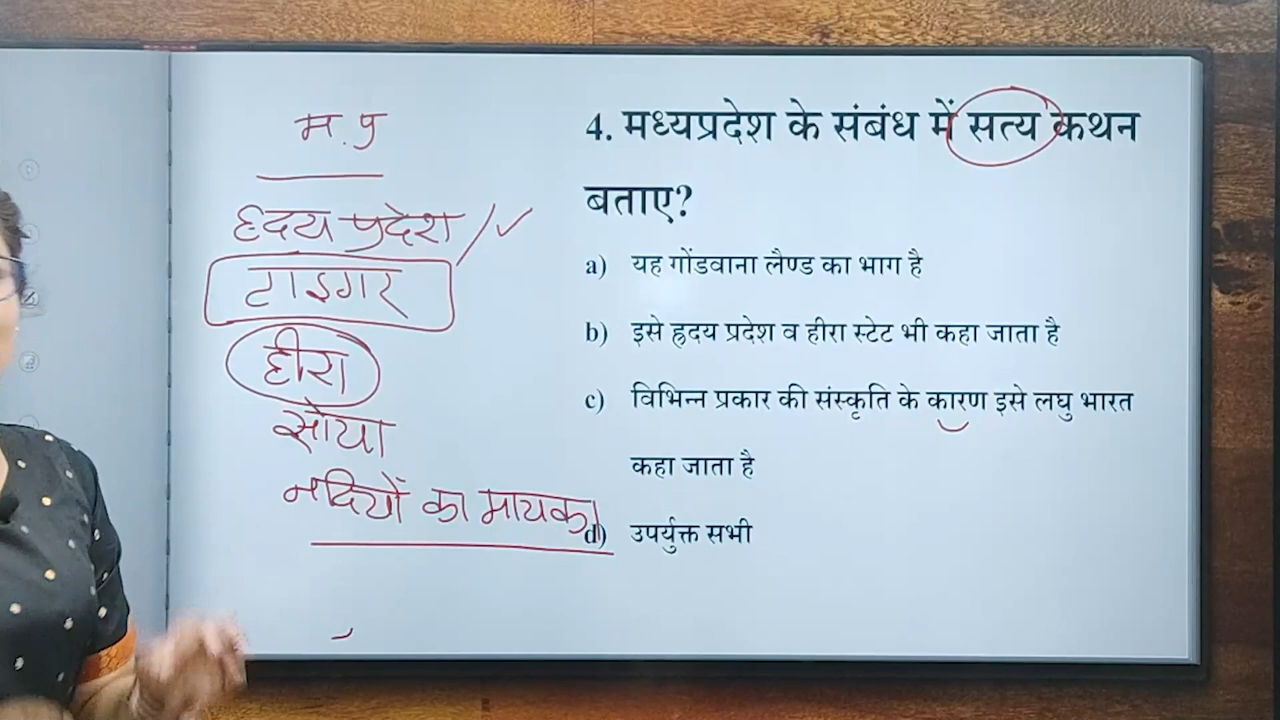 म.प्र
हृदय प्रदेश
टाइगर
हीरा
सोया
नदियों का मायका
4. मध्यप्रदेश के संबंध में सत्य कथन
बताए?
a) यह गोंडवाना लैण्ड का भाग है
b) इसे ह्रदय प्रदेश व हीरा स्टेट भी कहा जाता है
c) विभिन्न प्रकार की संस्कृति के कारण इसे लघु भारत
कहा जाता है
d) उपर्युक्त सभी